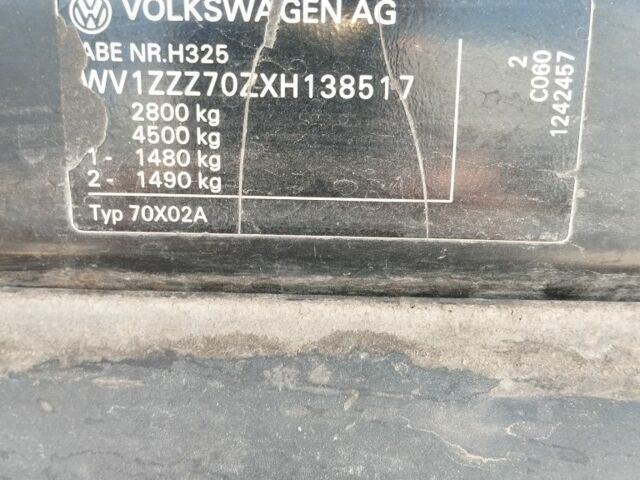 VOLKSWAGEN AG
ABE NR.H325
WV1ZZZ70ZXH138517
2800 kg
4500 kg
1 - 1480 kg
2 - 1490 kg
Typ 70X02A
2
C060
1242457